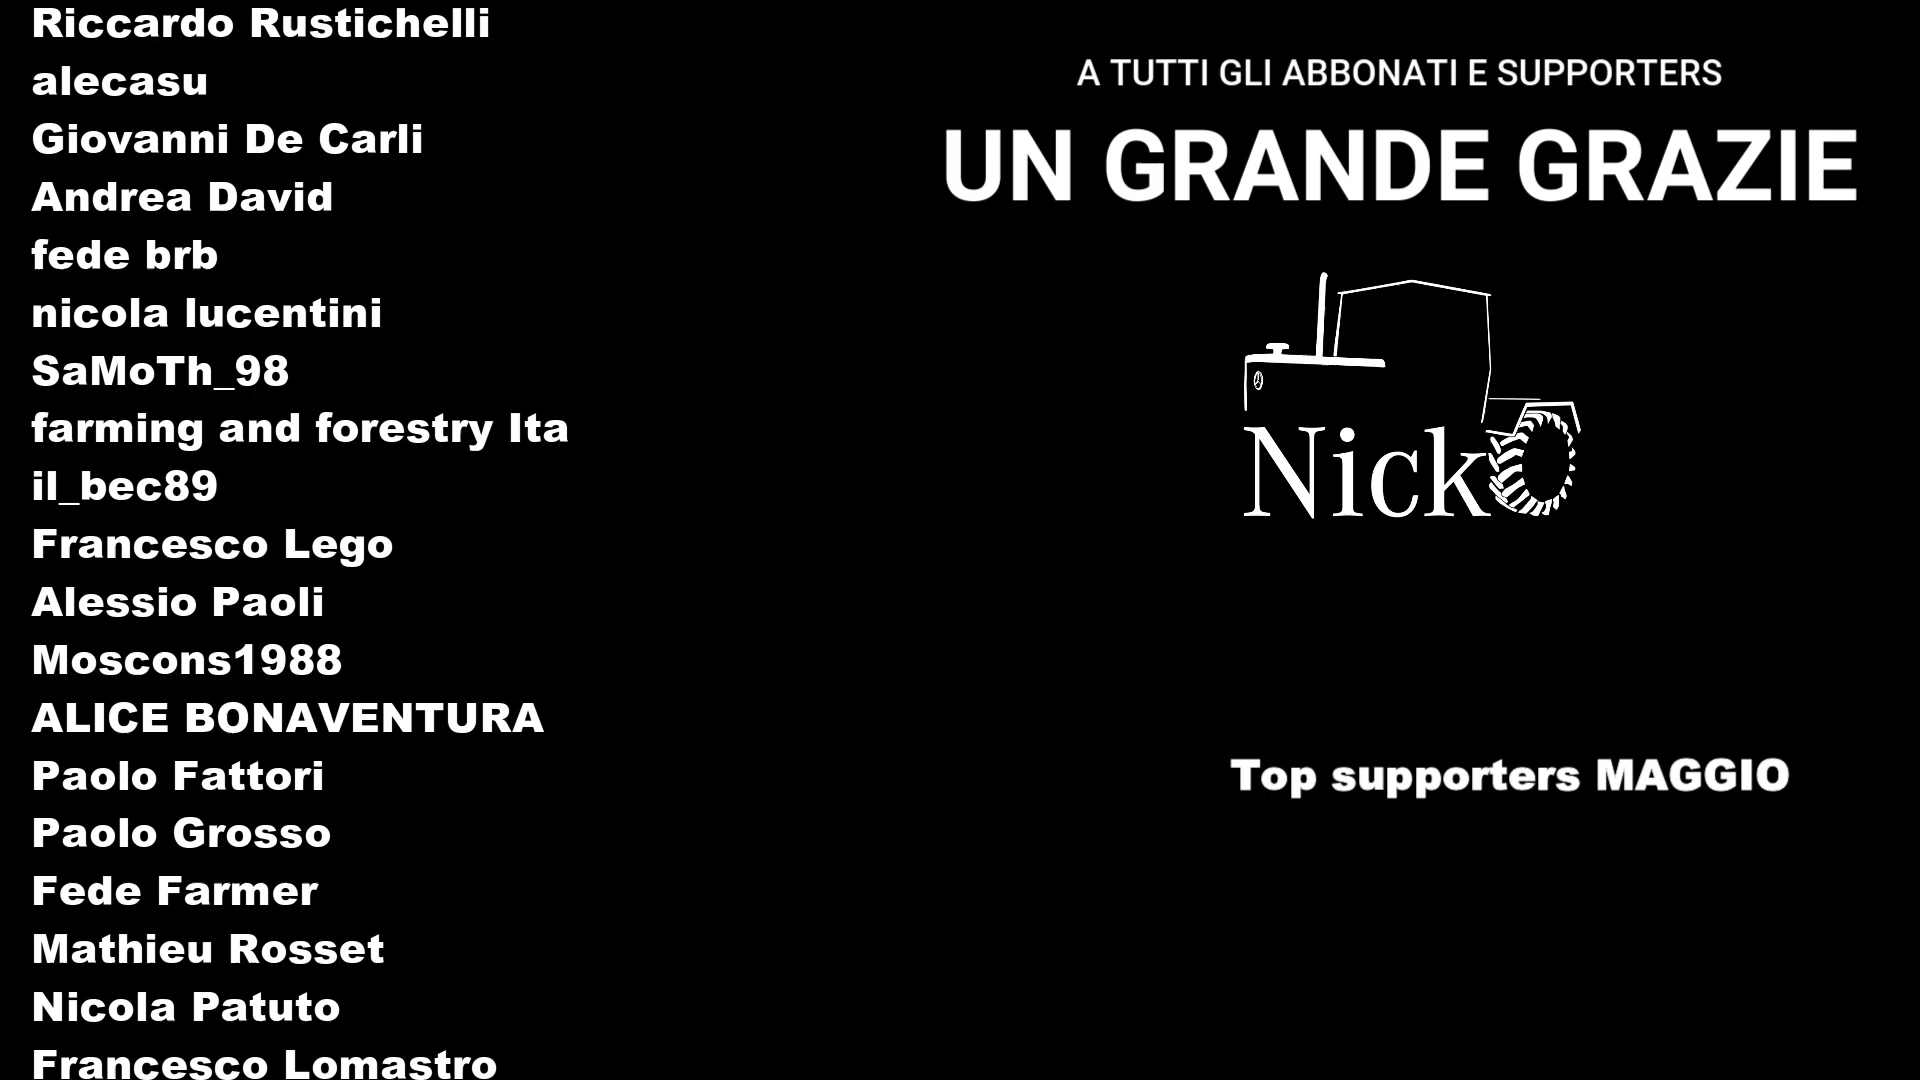 Riccardo Rustichelli
alecasu
Giovanni De Carli
Andrea David
fede brb
nicola lucentini
SaMoTh_98
farming and forestry Ita
il_bec89
Francesco Lego
Alessio Paoli
Moscons1988
ALICE BONAVENTURA
Paolo Fattori
Paolo Grosso
Fede Farmer
Mathieu Rosset
Nicola Patuto
Francesco Lomastro
A TUTTI GLI ABBONATI E SUPPORTERS
UN GRANDE GRAZIE
NickO
Top supporters MAGGIO